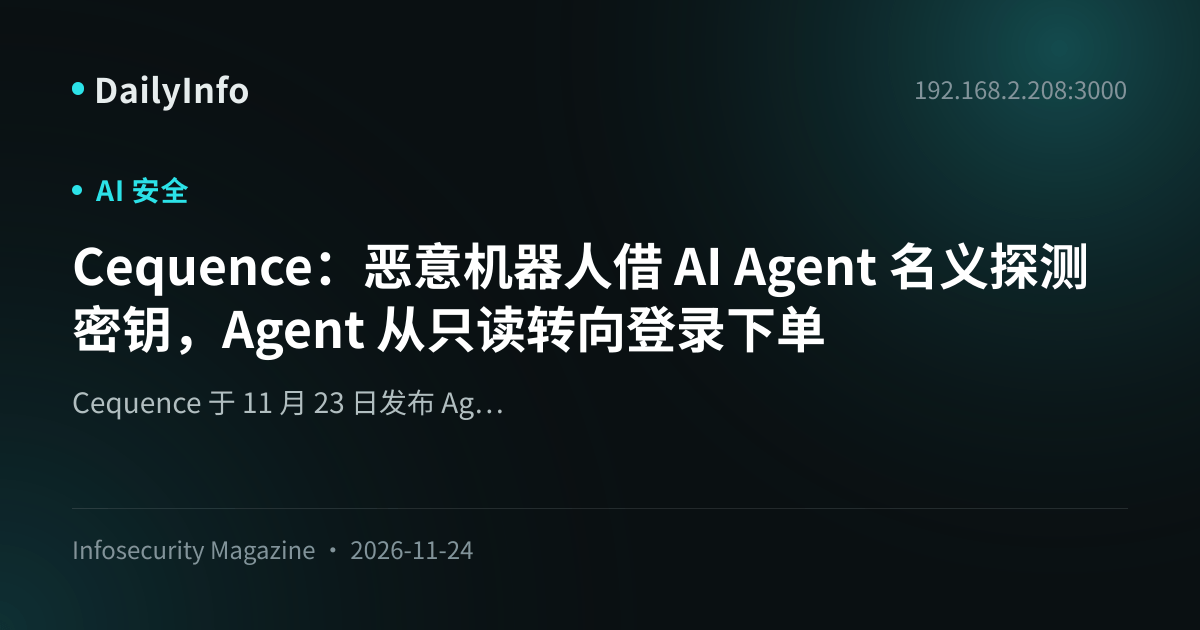 DailyInfo
192.168.2.208:3000
AI 安全
Cequence：恶意机器人借 AI Agent 名义探测
密钥，Agent 从只读转向登录下单
Cequence 于 11 月 23 日发布 Ag…
Infosecurity Magazine · 2026-11-24